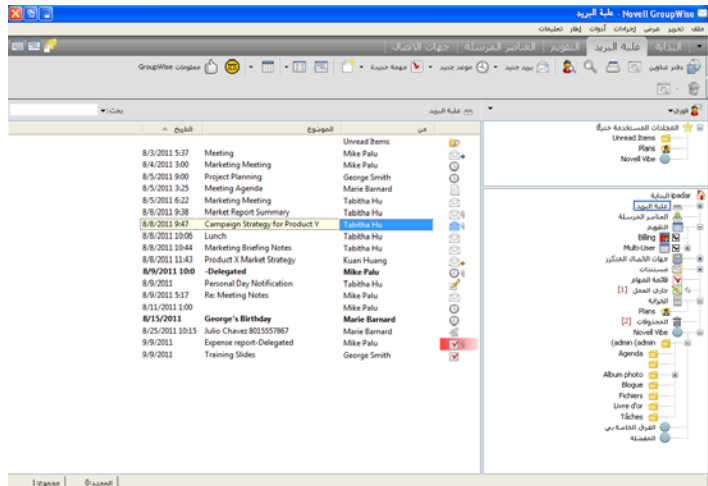 Novell GroupWise - علبة البريد
ملف تحرير عرض إجراءات أدوات إطار تعليمات
البداية علبة البريد التقويم العناصر المرسلة جهات الاتصال
دفتر عناوين بريد جديد موعد جديد مهمة جديدة معلومات GroupWise
فوري
علبة البريد
بحث:
المجلدات المستخدمة حديثًا
Unread Items
Plans
Novell Vibe
ipadar البداية
علبة البريد
العناصر المرسلة
التقويم
Billing
Multi-User
جهات الاتصال المتكرر
مستندات
قائمة المهام
جاري العمل [1]
الخزانة
Plans
المحذوفات [2]
Novell Vibe
(admin (admin
Agenda
Album photo
Blogue
Fichiers
Livre d'or
Tâches
الفرق الخاصة بي
المفضلة
من الموضوع التاريخ
Unread Items
Mike Palu Meeting 8/3/2011 5:37
Mike Palu Marketing Meeting 8/4/2011 3:00
George Smith Project Planning 8/5/2011 9:00
Marie Barnard Meeting Agenda 8/5/2011 3:25
Tabitha Hu Meeting 8/5/2011 6:22
Tabitha Hu Market Report Summary 8/8/2011 9:38
Tabitha Hu Campaign Strategy for Product Y 8/8/2011 9:47
Tabitha Hu Lunch 8/8/2011 10:06
Tabitha Hu Marketing Briefing Notes 8/8/2011 10:44
Kuan Huang Product X Market Strategy 8/8/2011 11:43
Mike Palu -Delegated 8/9/2011 10:0
Tabitha Hu Personal Day Notification 8/9/2011
Mike Palu Re: Meeting Notes 8/9/2011 5:17
Mike Palu 8/11/2011 1:00
Marie Barnard George's Birthday 8/15/2011
Marie Barnard Julio Chavez 8015557867 8/25/2011 10:15
Mike Palu Expense report-Delegated 9/9/2011
George Smith Training Slides 9/9/2011
المحدد:0 مجموع:1